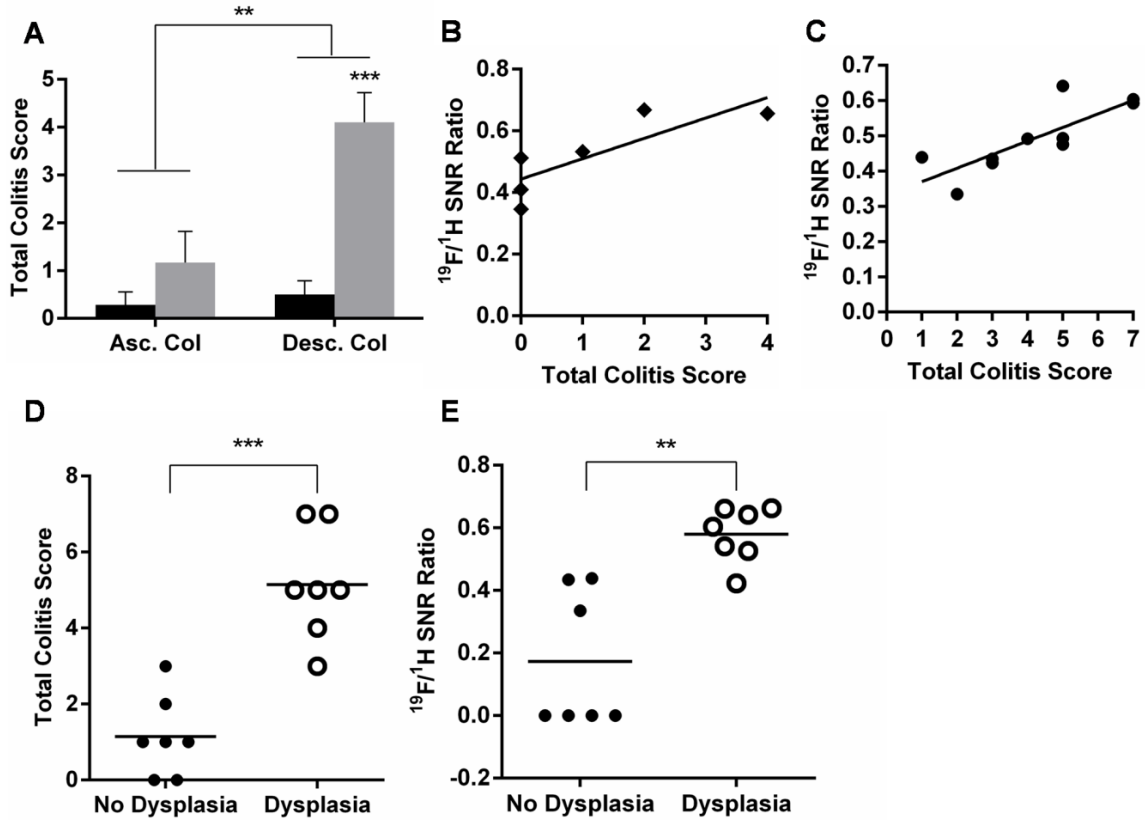 A
**
***
Total Colitis Score
5
4
3
2
1
0
Asc. Col
Desc. Col
B
¹⁹F/¹H SNR Ratio
0.8
0.6
0.4
0.2
0.0
0 1 2 3 4
Total Colitis Score
C
¹⁹F/¹H SNR Ratio
0.7
0.6
0.5
0.4
0.3
0.2
0.1
0.0
0 1 2 3 4 5 6 7
Total Colitis Score
D
***
Total Colitis Score
8
6
4
2
0
No Dysplasia
Dysplasia
E
**
¹⁹F/¹H SNR Ratio
0.8
0.6
0.4
0.2
0.0
-0.2
No Dysplasia
Dysplasia